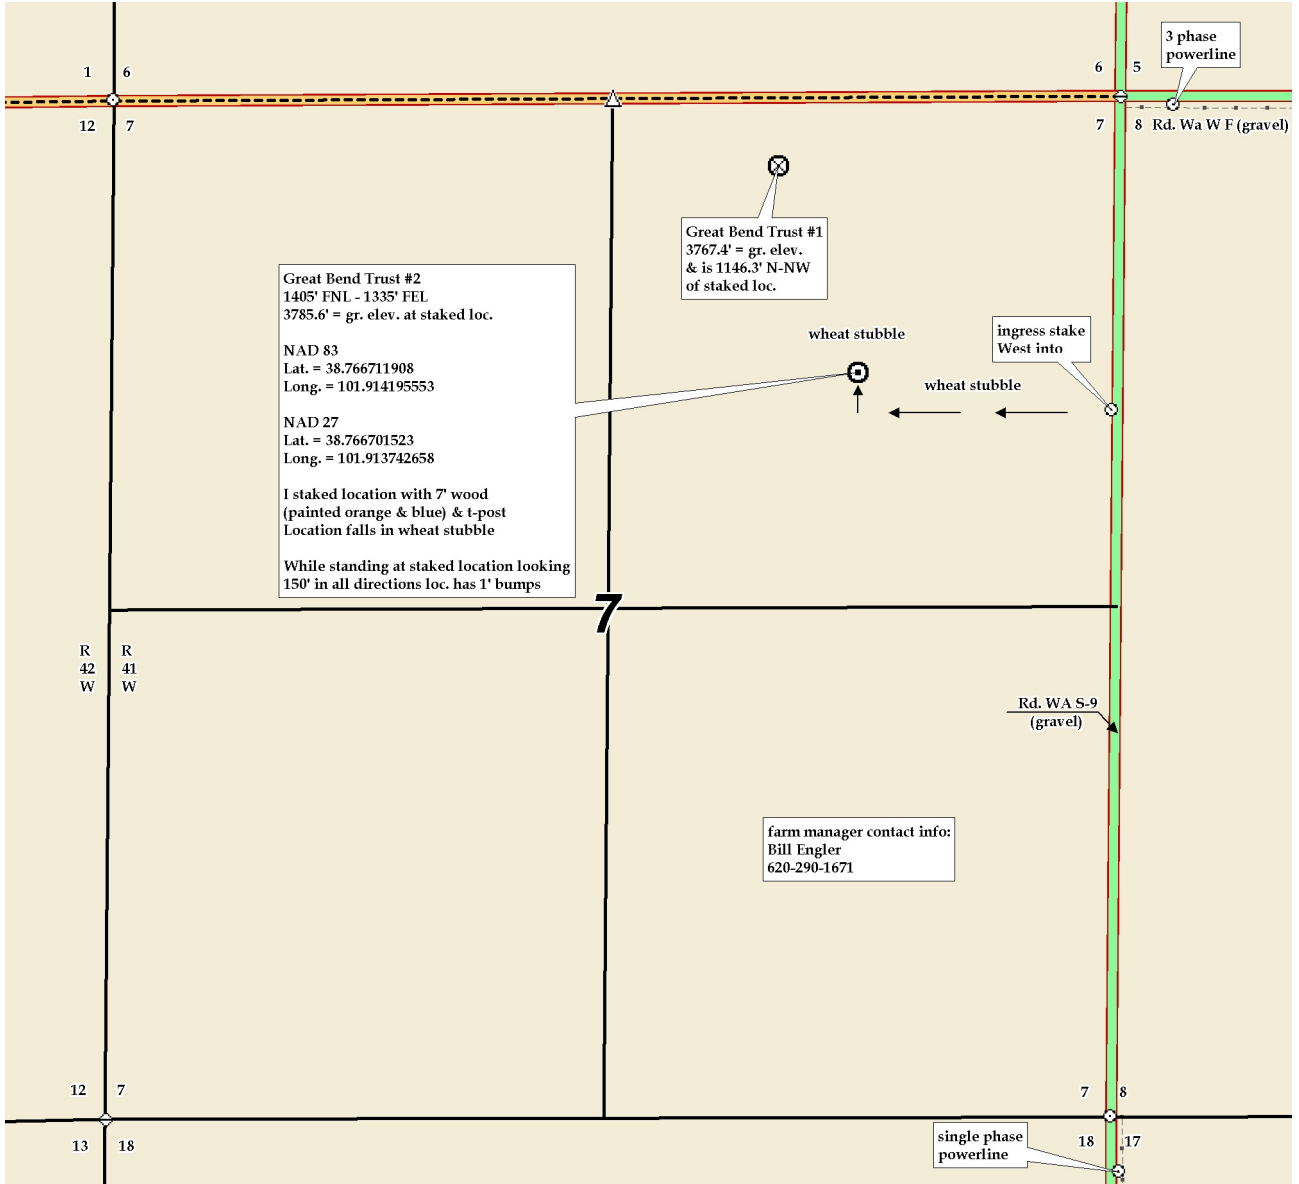 3 phase
powerline
1 6
6 5
12 7
7 8 Rd. Wa W F (gravel)
Great Bend Trust #1
3767.4' = gr. elev.
& is 1146.3' N-NW
of staked loc.
Great Bend Trust #2
1405' FNL - 1335' FEL
3785.6' = gr. elev. at staked loc.
NAD 83
Lat. = 38.766711908
Long. = 101.914195553
NAD 27
Lat. = 38.766701523
Long. = 101.913742658
I staked location with 7' wood
(painted orange & blue) & t-post
Location falls in wheat stubble
While standing at staked location looking
150' in all directions loc. has 1' bumps
wheat stubble
ingress stake
West into
wheat stubble
7
R R
42 41
W W
Rd. WA S-9
(gravel)
farm manager contact info:
Bill Engler
620-290-1671
12 7
7 8
13 18
18 17
single phase
powerline